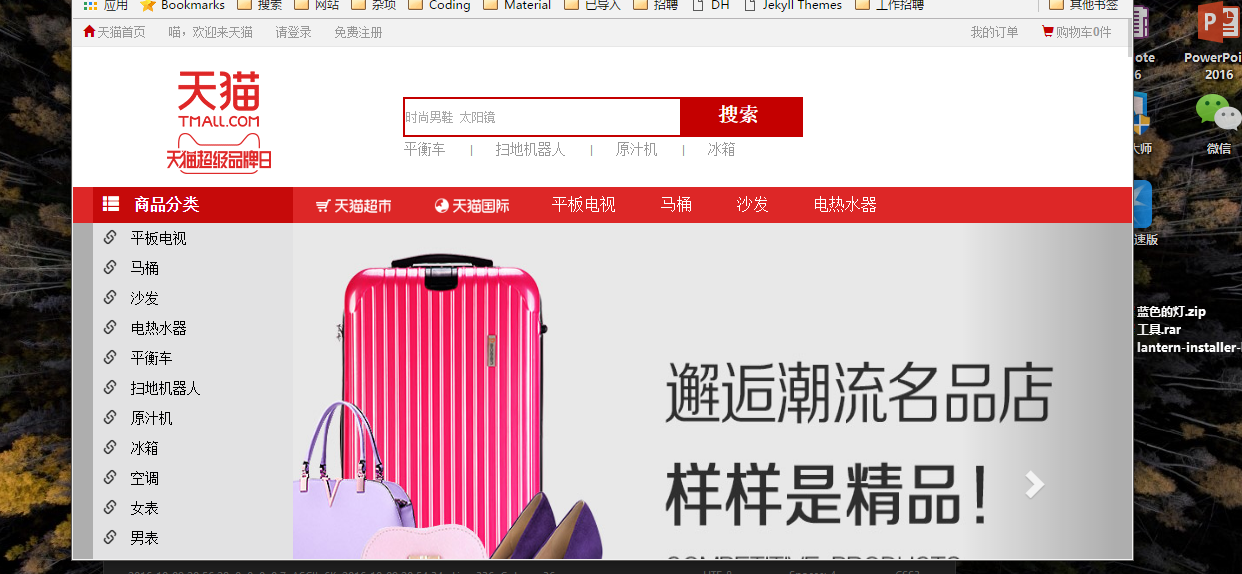 应用 Bookmarks 搜索 网站 杂项 Coding Material 已导入 招聘 DH Jekyll Themes 工作招聘 其他书签
天猫首页 喵，欢迎来天猫 请登录 免费注册 我的订单 购物车0件
天猫
TMALL.COM
天猫超级品牌日
时尚男鞋 太阳镜 搜索
平衡车 | 扫地机器人 | 原汁机 | 冰箱
商品分类 天猫超市 天猫国际 平板电视 马桶 沙发 电热水器
平板电视
马桶
沙发
电热水器
平衡车
扫地机器人
原汁机
冰箱
空调
女表
男表
邂逅潮流名品店
样样是精品！
COMPETITIVE PRODUCTS
ote
6
PowerPoi
2016
大师
微信
速版
蓝色的灯.zip
工具.rar
lantern-installer-